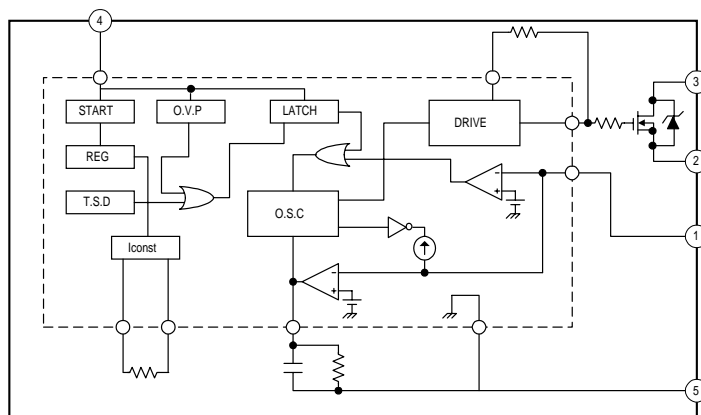 4
START
O.V.P
LATCH
DRIVE
3
REG
2
T.S.D
O.S.C
Iconst
1
-
+
-
+
5